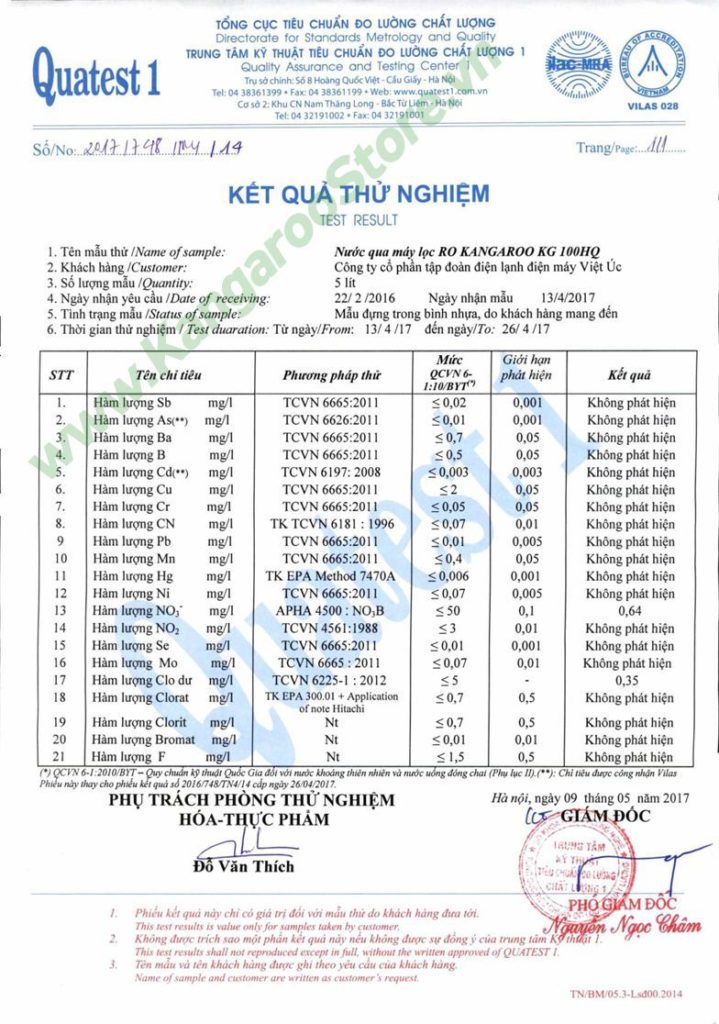 Quatest 1
TỔNG CỤC TIÊU CHUẨN ĐO LƯỜNG CHẤT LƯỢNG
Directorate for Standards Metrology and Quality
TRUNG TÂM KỸ THUẬT TIÊU CHUẨN ĐO LƯỜNG CHẤT LƯỢNG 1
Quality Assurance and Testing Center 1
Trụ sở chính: Số 8 Hoàng Quốc Việt - Cầu Giấy - Hà Nội
Tel: 04 38361399 • Fax: 04 38361199 • Web: www.quatest1.com.vn
Cơ sở 2: Khu CN Nam Thăng Long - Bắc Từ Liêm - Hà Nội
Tel: 04 32191002 • Fax: 04 32191001
ilac-MRA
BUREAU OF ACCREDITATION
VIETNAM
VILAS 028
Số/No: 2017/748 /TN4 /14
Trang/Page: 1/1
KẾT QUẢ THỬ NGHIỆM
TEST RESULT
1. Tên mẫu thử /Name of sample: Nước qua máy lọc RO KANGAROO KG 100HQ
2. Khách hàng /Customer: Công ty cổ phần tập đoàn điện lạnh điện máy Việt Úc
3. Số lượng mẫu /Quantity: 5 lít
4. Ngày nhận yêu cầu /Date of receiving: 22/ 2 /2016 Ngày nhận mẫu 13/4/2017
5. Tình trạng mẫu /Status of sample: Mẫu đựng trong bình nhựa, do khách hàng mang đến
6. Thời gian thử nghiệm / Test duaration: Từ ngày/From: 13/ 4 /17 đến ngày/To: 26/ 4 /17
STT Tên chỉ tiêu Phương pháp thử Mức QCVN 6-1:10/BYT(*) Giới hạn phát hiện Kết quả
1. Hàm lượng Sb mg/l TCVN 6665:2011 ≤ 0,02 0,001 Không phát hiện
2. Hàm lượng As(**) mg/l TCVN 6626:2011 ≤ 0,01 0,001 Không phát hiện
3. Hàm lượng Ba mg/l TCVN 6665:2011 ≤ 0,7 0,05 Không phát hiện
4. Hàm lượng B mg/l TCVN 6665:2011 ≤ 0,5 0,05 Không phát hiện
5. Hàm lượng Cd(**) mg/l TCVN 6197: 2008 ≤ 0,003 0,003 Không phát hiện
6. Hàm lượng Cu mg/l TCVN 6665:2011 ≤ 2 0,05 Không phát hiện
7. Hàm lượng Cr mg/l TCVN 6665:2011 ≤ 0,05 0,05 Không phát hiện
8. Hàm lượng CN mg/l TK TCVN 6181 : 1996 ≤ 0,07 0,01 Không phát hiện
9 Hàm lượng Pb mg/l TCVN 6665:2011 ≤ 0,01 0,005 Không phát hiện
10 Hàm lượng Mn mg/l TCVN 6665:2011 ≤ 0,4 0,05 Không phát hiện
11 Hàm lượng Hg mg/l TK EPA Method 7470A ≤ 0,006 0,001 Không phát hiện
12 Hàm lượng Ni mg/l TCVN 6665:2011 ≤ 0,07 0,005 Không phát hiện
13 Hàm lượng NO₃⁻ mg/l APHA 4500 : NO₃B ≤ 50 0,1 0,64
14 Hàm lượng NO₂ mg/l TCVN 4561:1988 ≤ 3 0,01 Không phát hiện
15 Hàm lượng Se mg/l TCVN 6665:2011 ≤ 0,01 0,001 Không phát hiện
16 Hàm lượng Mo mg/l TCVN 6665 : 2011 ≤ 0,07 0,01 Không phát hiện
17 Hàm lượng Clo dư mg/l TCVN 6225-1 : 2012 ≤ 5 - 0,35
18 Hàm lượng Clorat mg/l TK EPA 300.01 + Application of note Hitachi ≤ 0,7 0,5 Không phát hiện
19 Hàm lượng Clorit mg/l Nt ≤ 0,7 0,5 Không phát hiện
20 Hàm lượng Bromat mg/l Nt ≤ 0,01 0,01 Không phát hiện
21 Hàm lượng F mg/l Nt ≤ 1,5 0,5 Không phát hiện
(*) QCVN 6-1:2010/BYT – Quy chuẩn kỹ thuật Quốc Gia đối với nước khoáng thiên nhiên và nước uống đóng chai (Phụ lục II).(**): Chỉ tiêu được công nhận Vilas
Phiếu này thay cho phiếu kết quả số 2016/748/TN4/14 cấp ngày 26/04/2017.
Hà nội, ngày 09 tháng 05 năm 2017
PHỤ TRÁCH PHÒNG THỬ NGHIỆM
HÓA-THỰC PHẨM
GIÁM ĐỐC
Đỗ Văn Thích
TRUNG TÂM
KỸ THUẬT
TIÊU CHUẨN ĐO LƯỜNG
CHẤT LƯỢNG 1
PHÓ GIÁM ĐỐC
Nguyễn Ngọc Châm
1. Phiếu kết quả này chỉ có giá trị đối với mẫu thử do khách hàng đưa tới.
This test results is value only for samples taken by customer.
2. Không được trích sao một phần kết quả này nếu không được sự đồng ý của trung tâm Kỹ thuật 1.
This test results shall not reproduced except in full, without the written approved of QUATEST 1.
3. Tên mẫu và tên khách hàng được ghi theo yêu cầu của khách hàng.
Name of sample and customer are written as customer's request.
TN/BM/05.3-Lsđ00.2014
www.KangarooStore.vn
Quatest 1